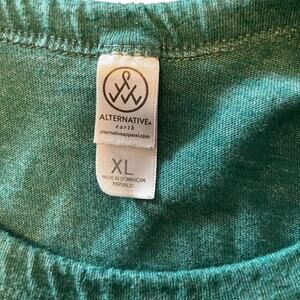 ALTERNATIVE®
earth
alternativeapparel.com
XL
MADE IN DOMINICAN
REPUBLIC